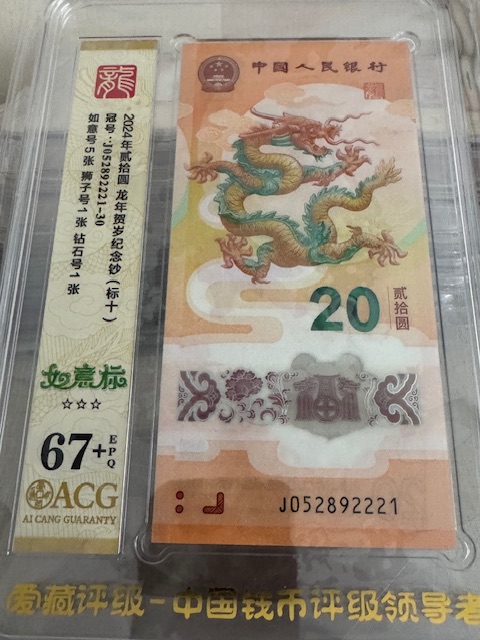 龍
2024年贰拾圆 龙年贺岁纪念钞(标十)
冠号:J052892221-30
如意号5张 狮子号1张 钻石号1张
如意标
☆☆☆
67+ EPQ
ACG
AI CANG GUARANTY
中国人民银行
20
贰拾圆
J052892221
爱藏评级-中国钱币评级领导者